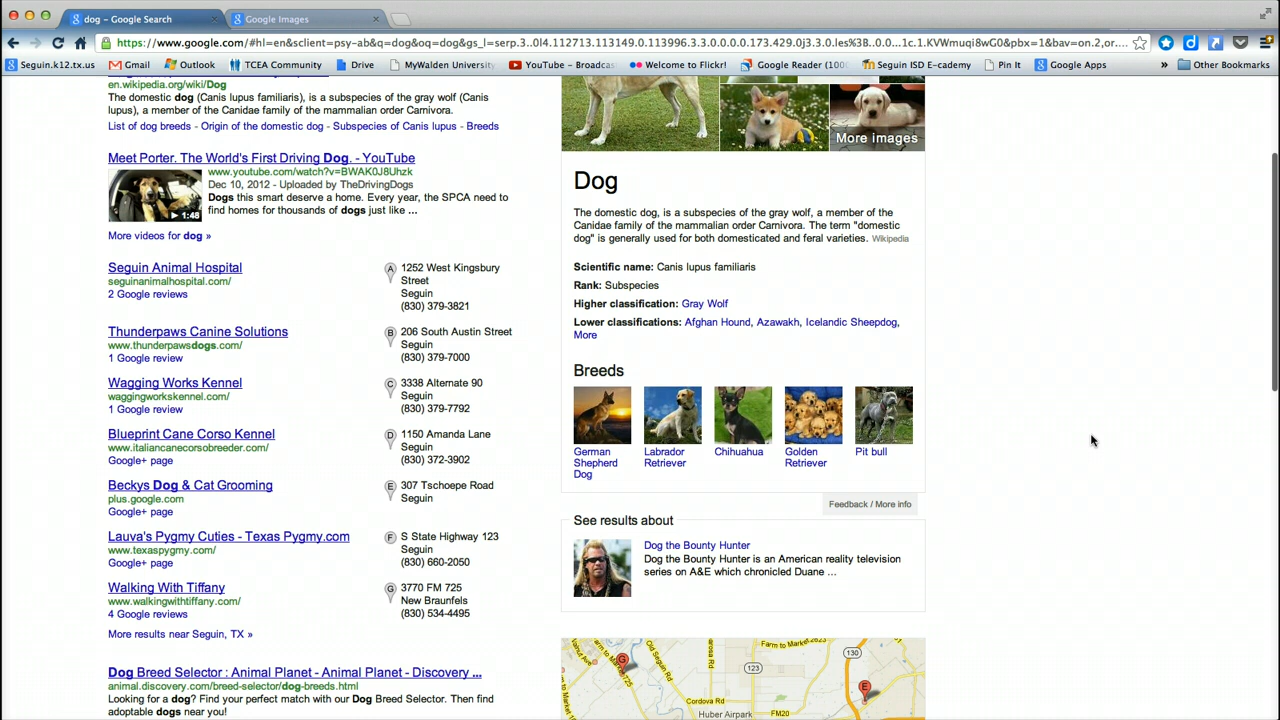 dog – Google Search
Google Images
https://www.google.com/#hl=en&sclient=psy-ab&q=dog&oq=dog&gs_l=serp.3..0l4.112713.113149.0.113996.3.3.0.0.0.0.173.429.0j3.3.0.les%3B..0.0...1c.1.KVWmuqi8wG0&pbx=1&bav=on.2,or....
Seguin.k12.tx.us
Gmail
Outlook
TCEA Community
Drive
MyWalden University
YouTube – Broadcas
Welcome to Flickr!
Google Reader (100
Seguin ISD E-cademy
Pin It
Google Apps
»
Other Bookmarks
en.wikipedia.org/wiki/Dog
The domestic dog (Canis lupus familiaris), is a subspecies of the gray wolf (Canis
lupus), a member of the Canidae family of the mammalian order Carnivora.
List of dog breeds - Origin of the domestic dog - Subspecies of Canis lupus - Breeds
Meet Porter. The World's First Driving Dog. - YouTube
www.youtube.com/watch?v=BWAK0J8Uhzk
Dec 10, 2012 - Uploaded by TheDrivingDogs
Dogs this smart deserve a home. Every year, the SPCA need to
find homes for thousands of dogs just like ...
1:48
More videos for dog »
Seguin Animal Hospital
seguinanimalhospital.com/
2 Google reviews
A
1252 West Kingsbury
Street
Seguin
(830) 379-3821
Thunderpaws Canine Solutions
www.thunderpawsdogs.com/
1 Google review
B
206 South Austin Street
Seguin
(830) 379-7000
Wagging Works Kennel
waggingworkskennel.com/
1 Google review
C
3338 Alternate 90
Seguin
(830) 379-7792
Blueprint Cane Corso Kennel
www.italiancanecorsobreeder.com/
Google+ page
D
1150 Amanda Lane
Seguin
(830) 372-3902
Beckys Dog & Cat Grooming
plus.google.com
Google+ page
E
307 Tschoepe Road
Seguin
Lauva's Pygmy Cuties - Texas Pygmy.com
www.texaspygmy.com/
Google+ page
F
S State Highway 123
Seguin
(830) 660-2050
Walking With Tiffany
www.walkingwithtiffany.com/
4 Google reviews
G
3770 FM 725
New Braunfels
(830) 534-4495
More results near Seguin, TX »
Dog Breed Selector : Animal Planet - Animal Planet - Discovery ...
animal.discovery.com/breed-selector/dog-breeds.html
Looking for a dog? Find your perfect match with our Dog Breed Selector. Then find
adoptable dogs near you!
More images
Dog
The domestic dog, is a subspecies of the gray wolf, a member of the
Canidae family of the mammalian order Carnivora. The term "domestic
dog" is generally used for both domesticated and feral varieties. Wikipedia
Scientific name: Canis lupus familiaris
Rank: Subspecies
Higher classification: Gray Wolf
Lower classifications: Afghan Hound, Azawakh, Icelandic Sheepdog,
More
Breeds
German
Shepherd
Dog
Labrador
Retriever
Chihuahua
Golden
Retriever
Pit bull
Feedback / More info
See results about
Dog the Bounty Hunter
Dog the Bounty Hunter is an American reality television
series on A&E which chronicled Duane ...
Farm to Market
130
123
G
E
Cordova Rd
FM20
Huber Airpark